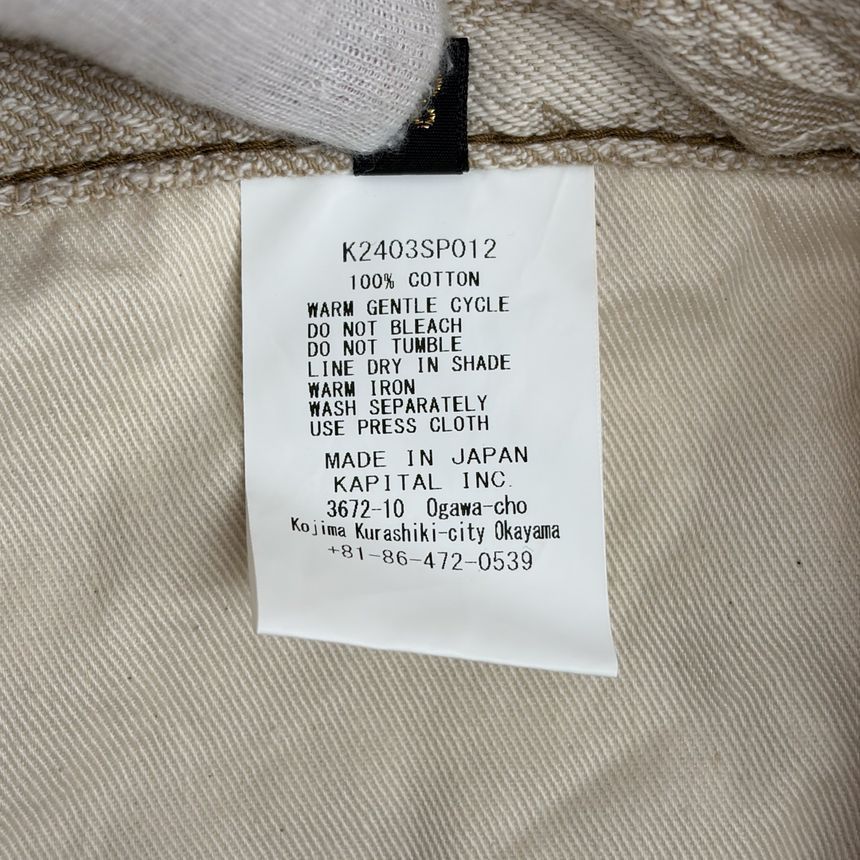 K2403SP012
100% COTTON
WARM GENTLE CYCLE
DO NOT BLEACH
DO NOT TUMBLE
LINE DRY IN SHADE
WARM IRON
WASH SEPARATELY
USE PRESS CLOTH
MADE IN JAPAN
KAPITAL INC.
3672-10 Ogawa-cho
Kojima Kurashiki-city Okayama
+81-86-472-0539